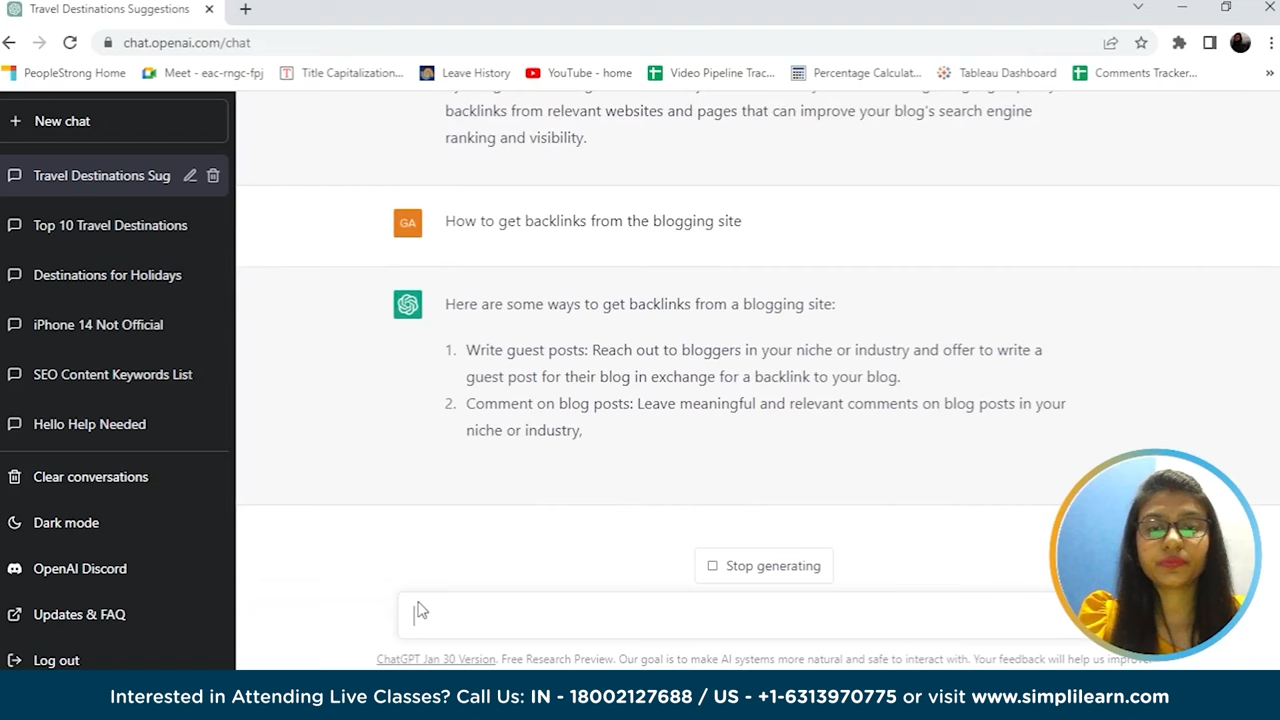 Travel Destinations Suggestions
chat.openai.com/chat
PeopleStrong Home
Meet - eac-rngc-fpj
Title Capitalization...
Leave History
YouTube - home
Video Pipeline Trac...
Percentage Calculat...
Tableau Dashboard
Comments Tracker...
New chat
Travel Destinations Sug
Top 10 Travel Destinations
Destinations for Holidays
iPhone 14 Not Official
SEO Content Keywords List
Hello Help Needed
Clear conversations
Dark mode
OpenAI Discord
Updates & FAQ
Log out
backlinks from relevant websites and pages that can improve your blog's search engine
ranking and visibility.
GA
How to get backlinks from the blogging site
Here are some ways to get backlinks from a blogging site:
1. Write guest posts: Reach out to bloggers in your niche or industry and offer to write a
guest post for their blog in exchange for a backlink to your blog.
2. Comment on blog posts: Leave meaningful and relevant comments on blog posts in your
niche or industry,
Stop generating
ChatGPT Jan 30 Version. Free Research Preview. Our goal is to make AI systems more natural and safe to interact with. Your feedback will help us
Interested in Attending Live Classes? Call Us: IN - 18002127688 / US - +1-6313970775 or visit www.simplilearn.com